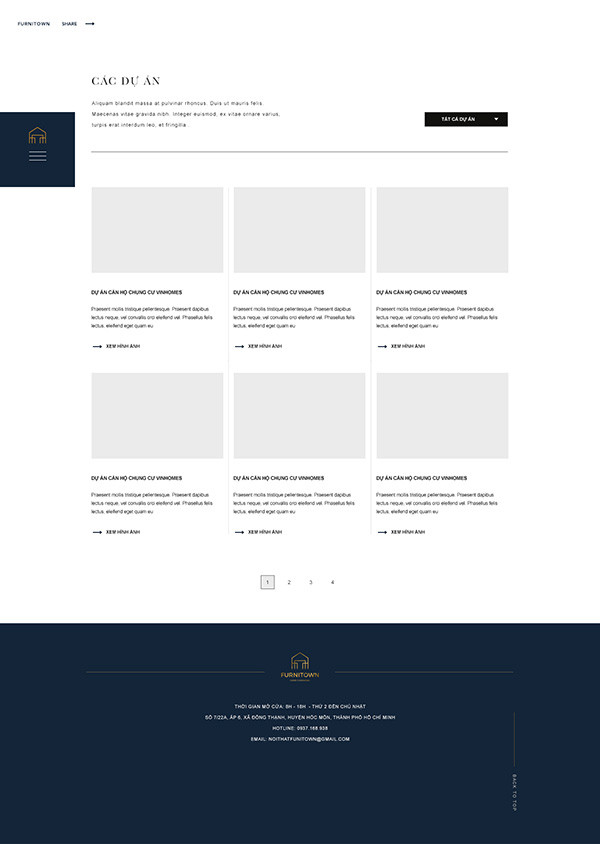 FURNITOWN SHARE
CÁC DỰ ÁN
Aliquam blandit massa at pulvinar rhoncus. Duis ut mauris felis.
Maecenas vitae gravida nibh. Integer euismod, ex vitae ornare varius,
turpis erat interdum leo, et fringilla.
TẤT CẢ DỰ ÁN
DỰ ÁN CĂN HỘ CHUNG CƯ VINHOMES
Praesent mollis tristique pellentesque. Praesent dapibus
lectus neque, vel convallis orci eleifend vel. Phasellus felis
lectus, eleifend eget quam eu
XEM HÌNH ẢNH
DỰ ÁN CĂN HỘ CHUNG CƯ VINHOMES
Praesent mollis tristique pellentesque. Praesent dapibus
lectus neque, vel convallis orci eleifend vel. Phasellus felis
lectus, eleifend eget quam eu
XEM HÌNH ẢNH
DỰ ÁN CĂN HỘ CHUNG CƯ VINHOMES
Praesent mollis tristique pellentesque. Praesent dapibus
lectus neque, vel convallis orci eleifend vel. Phasellus felis
lectus, eleifend eget quam eu
XEM HÌNH ẢNH
DỰ ÁN CĂN HỘ CHUNG CƯ VINHOMES
Praesent mollis tristique pellentesque. Praesent dapibus
lectus neque, vel convallis orci eleifend vel. Phasellus felis
lectus, eleifend eget quam eu
XEM HÌNH ẢNH
DỰ ÁN CĂN HỘ CHUNG CƯ VINHOMES
Praesent mollis tristique pellentesque. Praesent dapibus
lectus neque, vel convallis orci eleifend vel. Phasellus felis
lectus, eleifend eget quam eu
XEM HÌNH ẢNH
DỰ ÁN CĂN HỘ CHUNG CƯ VINHOMES
Praesent mollis tristique pellentesque. Praesent dapibus
lectus neque, vel convallis orci eleifend vel. Phasellus felis
lectus, eleifend eget quam eu
XEM HÌNH ẢNH
1 2 3 4
FURNITOWN
THỜI GIAN MỞ CỬA: 8H - 18H - THỨ 2 ĐẾN CHỦ NHẬT
SỐ 7/22A, ẤP 6, XÃ ĐÔNG THẠNH, HUYỆN HÓC MÔN, THÀNH PHỐ HỒ CHÍ MINH
HOTLINE: 0937.168.938
EMAIL: NOITHATFUNITOWN@GMAIL.COM
BACK TO TOP